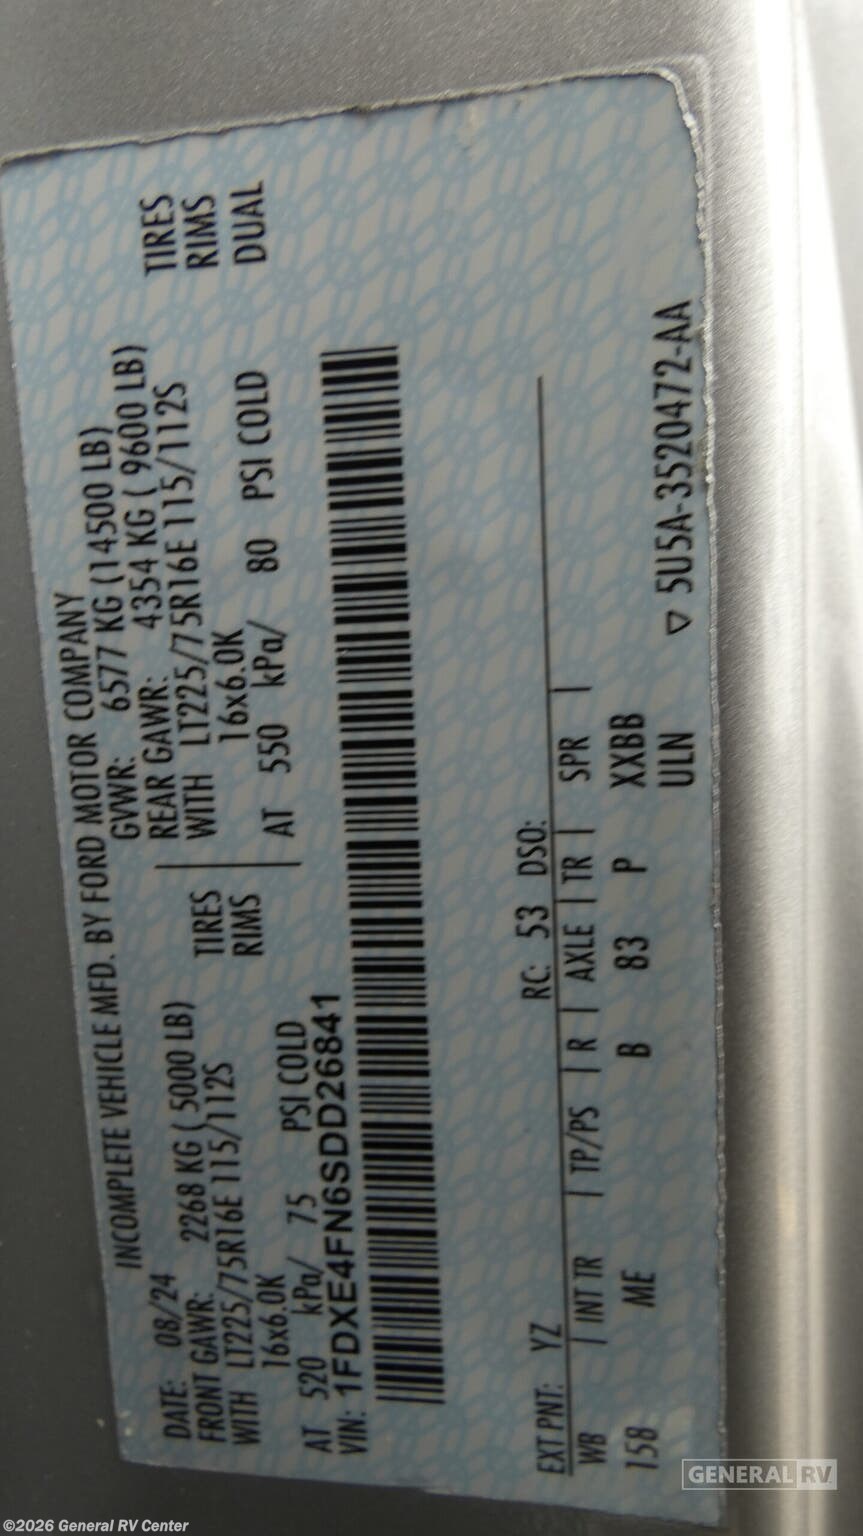 INCOMPLETE VEHICLE MFD. BY FORD MOTOR COMPANY
DATE: 08/24 GVWR: 6577 KG (14500 LB)
FRONT GAWR: 2268 KG ( 5000 LB) REAR GAWR: 4354 KG ( 9600 LB)
WITH LT225/75R16E 115/112S TIRES WITH LT225/75R16E 115/112S TIRES
16x6.0K RIMS 16x6.0K RIMS
AT 520 kPa/ 75 PSI COLD AT 550 kPa/ 80 PSI COLD DUAL
VIN: 1FDXE4FN6SDD26841
EXT PNT: YZ RC: 53 DSO:
WB | INT TR | TP/PS | R | AXLE | TR | SPR |
158 ME B 83 P XXBB
ULN ▽ 5U5A-3520472-AA
GENERAL RV
©2026 General RV Center